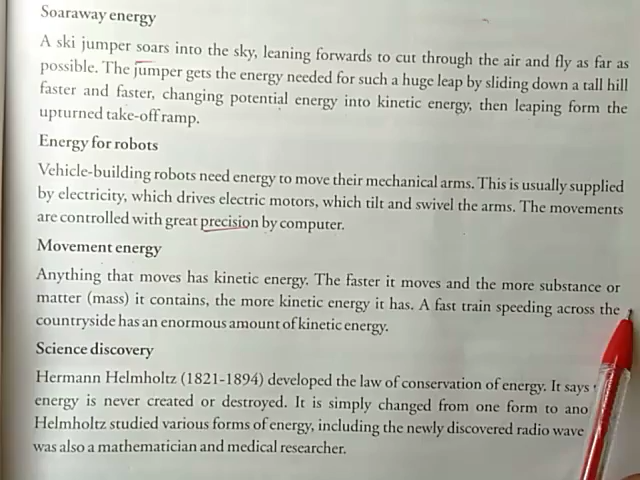 Soaraway energy
A ski jumper soars into the sky, leaning forwards to cut through the air and fly as far as
possible. The jumper gets the energy needed for such a huge leap by sliding down a tall hill
faster and faster, changing potential energy into kinetic energy, then leaping form the
upturned take-off ramp.
Energy for robots
Vehicle-building robots need energy to move their mechanical arms. This is usually supplied
by electricity, which drives electric motors, which tilt and swivel the arms. The movements
are controlled with great precision by computer.
Movement energy
Anything that moves has kinetic energy. The faster it moves and the more substance or
matter (mass) it contains, the more kinetic energy it has. A fast train speeding across the
countryside has an enormous amount of kinetic energy.
Science discovery
Hermann Helmholtz (1821-1894) developed the law of conservation of energy. It says
energy is never created or destroyed. It is simply changed from one form to ano
Helmholtz studied various forms of energy, including the newly discovered radio wave
was also a mathematician and medical researcher.